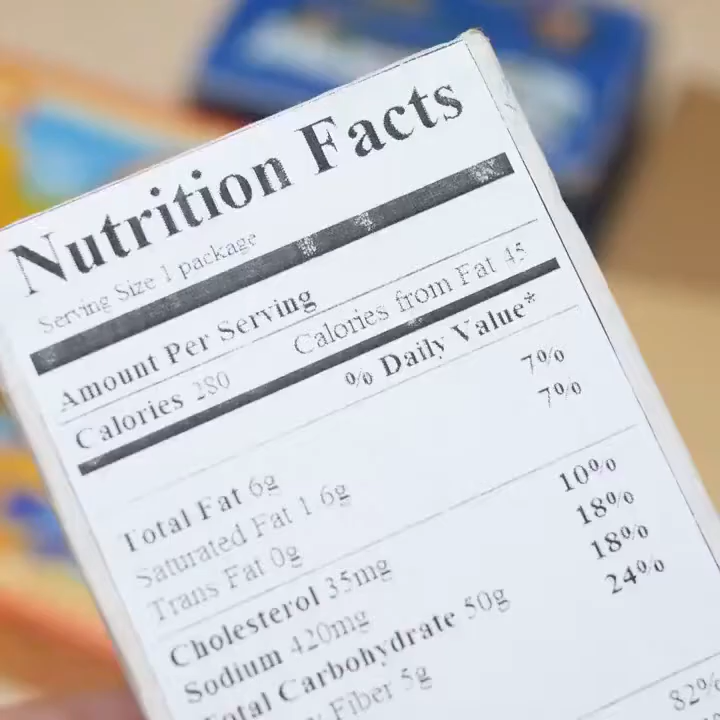 Nutrition Facts
Serving Size 1 package
Amount Per Serving
Calories 280 Calories from Fat 45
% Daily Value*
Total Fat 6g 7%
Saturated Fat 1 6g 7%
Trans Fat 0g
Cholesterol 35mg 10%
Sodium 420mg 18%
Total Carbohydrate 50g 18%
Fiber 5g 24%
82%